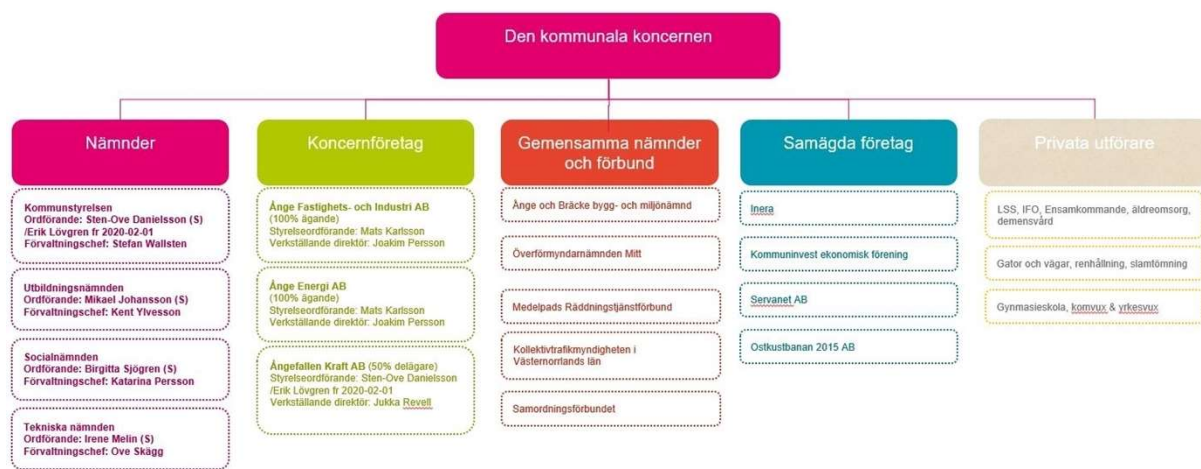 Den kommunala koncernen
Nämnder
Kommunstyrelsen
Ordförande: Sten-Ove Danielsson (S)
/Erik Lövgren fr 2020-02-01
Förvaltningschef: Stefan Wallsten
Utbildningsnämnden
Ordförande: Mikael Johansson (S)
Förvaltningschef: Kent Ylvesson
Socialnämnden
Ordförande: Birgitta Sjögren (S)
Förvaltningschef: Katarina Persson
Tekniska nämnden
Ordförande: Irene Melin (S)
Förvaltningschef: Ove Skägg
Koncernföretag
Ånge Fastighets- och Industri AB
(100% ägande)
Styrelseordförande: Mats Karlsson
Verkställande direktör: Joakim Persson
Ånge Energi AB
(100% ägande)
Styrelseordförande: Mats Karlsson
Verkställande direktör: Joakim Persson
Ångefallen Kraft AB (50% delägare)
Styrelseordförande: Sten-Ove Danielsson
/Erik Lövgren fr 2020-02-01
Verkställande direktör: Jukka Revell
Gemensamma nämnder
och förbund
Ånge och Bräcke bygg- och miljönämnd
Överförmyndarnämnden Mitt
Medelpads Räddningstjänstförbund
Kollektivtrafikmyndigheten i
Västernorrlands län
Samordningsförbundet
Samägda företag
Inera
Kommuninvest ekonomisk förening
Servanet AB
Ostkustbanan 2015 AB
Privata utförare
LSS, IFO, Ensamkommande, äldreomsorg,
demensvård
Gator och vägar, renhållning, slamtömning
Gynmasieskola, komvux & yrkesvux